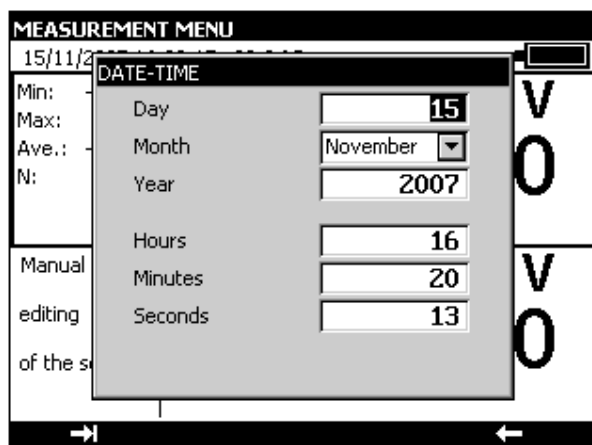 MEASUREMENT MENU
15/11/2
DATE-TIME
Min: -
Max:
Ave.: -
N:
V
0
Day 15
Month November
Year 2007
Hours 16
Minutes 20
Seconds 13
Manual
editing
of the s
V
0